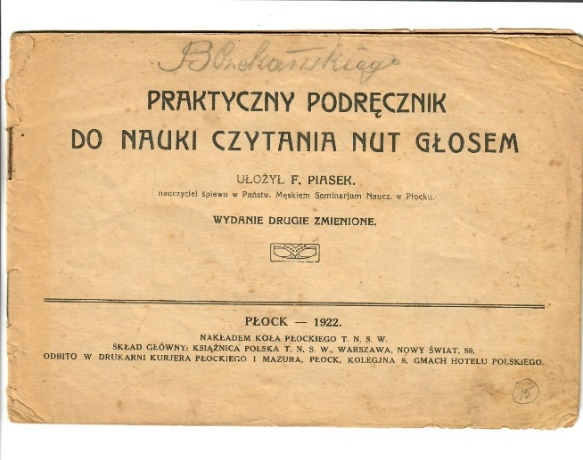 PRAKTYCZNY PODRĘCZNIK
DO NAUKI CZYTANIA NUT GŁOSEM
UŁOŻYŁ F. PIASEK.
nauczyciel śpiewu w Państw. Męskiem Seminarjum Naucz. w Płocku.
WYDANIE DRUGIE ZMIENIONE.
PŁOCK — 1922.
NAKŁADEM KOŁA PŁOCKIEGO T. N. S. W.
SKŁAD GŁÓWNY: KSIĄŻNICA POLSKA T. N. S. W., WARSZAWA, NOWY ŚWIAT, 59.
ODBITO W DRUKARNI KURJERA PŁOCKIEGO I MAZURA, PŁOCK, KOLEGJNA 8, GMACH HOTELU POLSKIEGO.
15